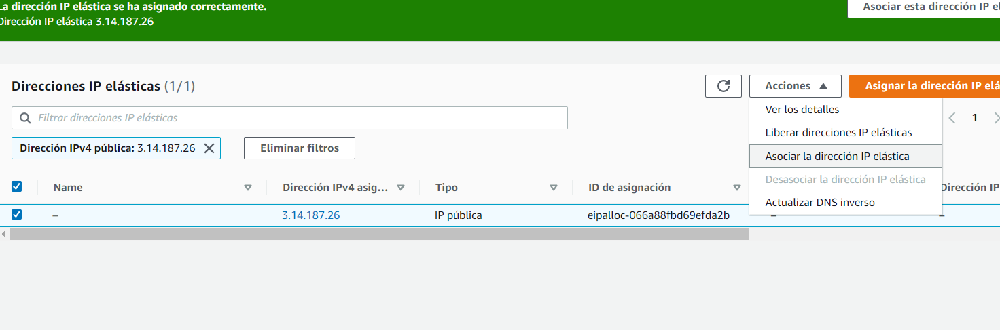 La dirección IP elástica se ha asignado correctamente.
Dirección IP elástica 3.14.187.26
Asociar esta dirección IP el
Direcciones IP elásticas (1/1)
Acciones
Asignar la dirección IP elá
Filtrar direcciones IP elásticas
Ver los detalles
1
Liberar direcciones IP elásticas
Dirección IPv4 pública: 3.14.187.26
Eliminar filtros
Asociar la dirección IP elástica
Desasociar la dirección IP elástica
Actualizar DNS inverso
Name
Dirección IPv4 asig...
Tipo
ID de asignación
Dirección IP
–
3.14.187.26
IP pública
eipalloc-066a88fbd69efda2b
–
–